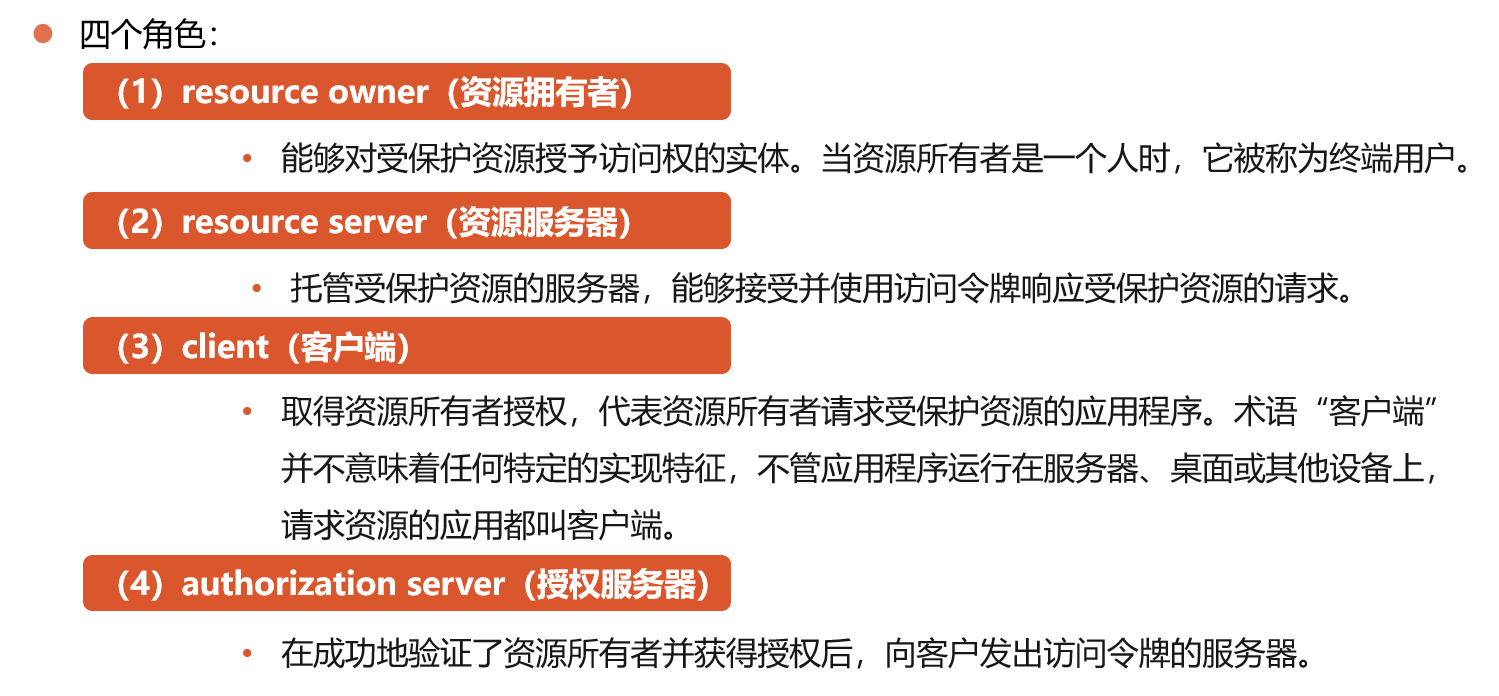 四个角色：
（1）resource owner（资源拥有者）
能够对受保护资源授予访问权的实体。当资源所有者是一个人时，它被称为终端用户。
（2）resource server（资源服务器）
托管受保护资源的服务器，能够接受并使用访问令牌响应受保护资源的请求。
（3）client（客户端）
取得资源所有者授权，代表资源所有者请求受保护资源的应用程序。术语“客户端”
并不意味着任何特定的实现特征，不管应用程序运行在服务器、桌面或其他设备上，
请求资源的应用都叫客户端。
（4）authorization server（授权服务器）
在成功地验证了资源所有者并获得授权后，向客户发出访问令牌的服务器。